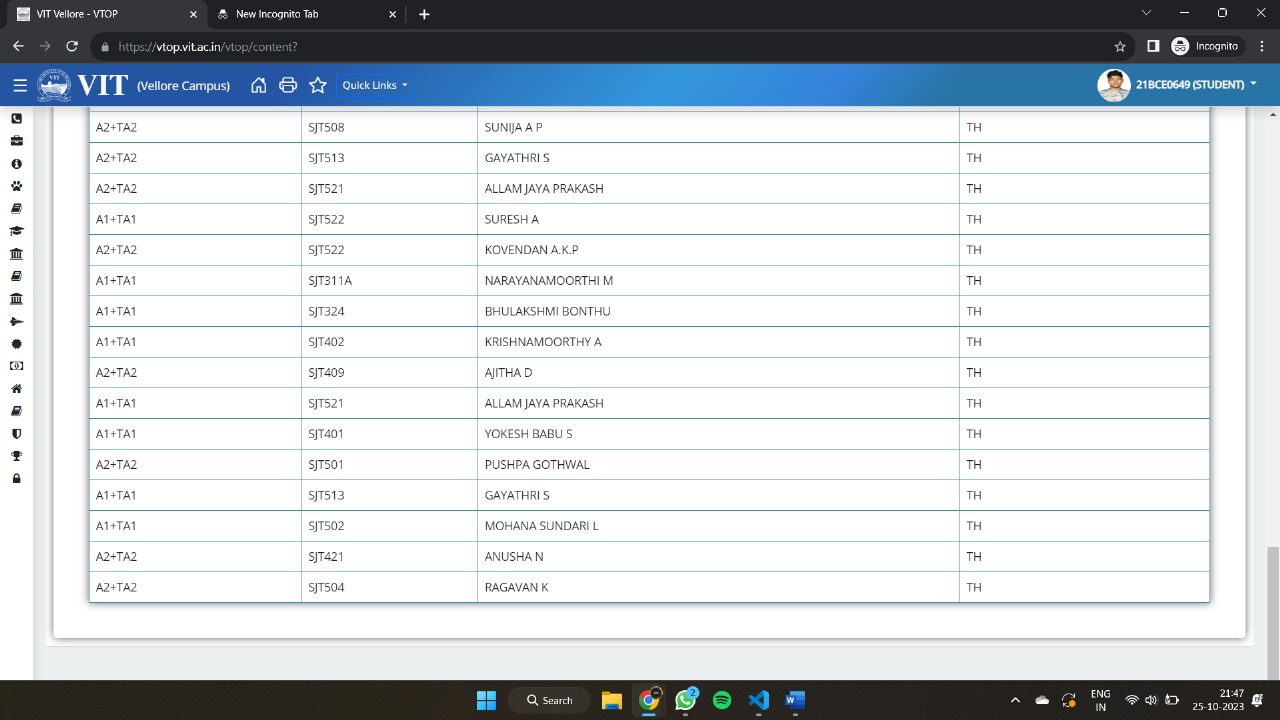 VIT Vellore - VTOP
New Incognito Tab
https://vtop.vit.ac.in/vtop/content?
Incognito
VIT (Vellore Campus) Quick Links 21BCE0649 (STUDENT)
A2+TA2 SJT508 SUNIJA A P TH
A2+TA2 SJT513 GAYATHRI S TH
A2+TA2 SJT521 ALLAM JAYA PRAKASH TH
A1+TA1 SJT522 SURESH A TH
A2+TA2 SJT522 KOVENDAN A.K.P TH
A1+TA1 SJT311A NARAYANAMOORTHI M TH
A1+TA1 SJT324 BHULAKSHMI BONTHU TH
A1+TA1 SJT402 KRISHNAMOORTHY A TH
A2+TA2 SJT409 AJITHA D TH
A1+TA1 SJT521 ALLAM JAYA PRAKASH TH
A1+TA1 SJT401 YOKESH BABU S TH
A2+TA2 SJT501 PUSHPA GOTHWAL TH
A1+TA1 SJT513 GAYATHRI S TH
A1+TA1 SJT502 MOHANA SUNDARI L TH
A2+TA2 SJT421 ANUSHA N TH
A2+TA2 SJT504 RAGAVAN K TH
Search
2
W
ENG
IN
21:47
25-10-2023